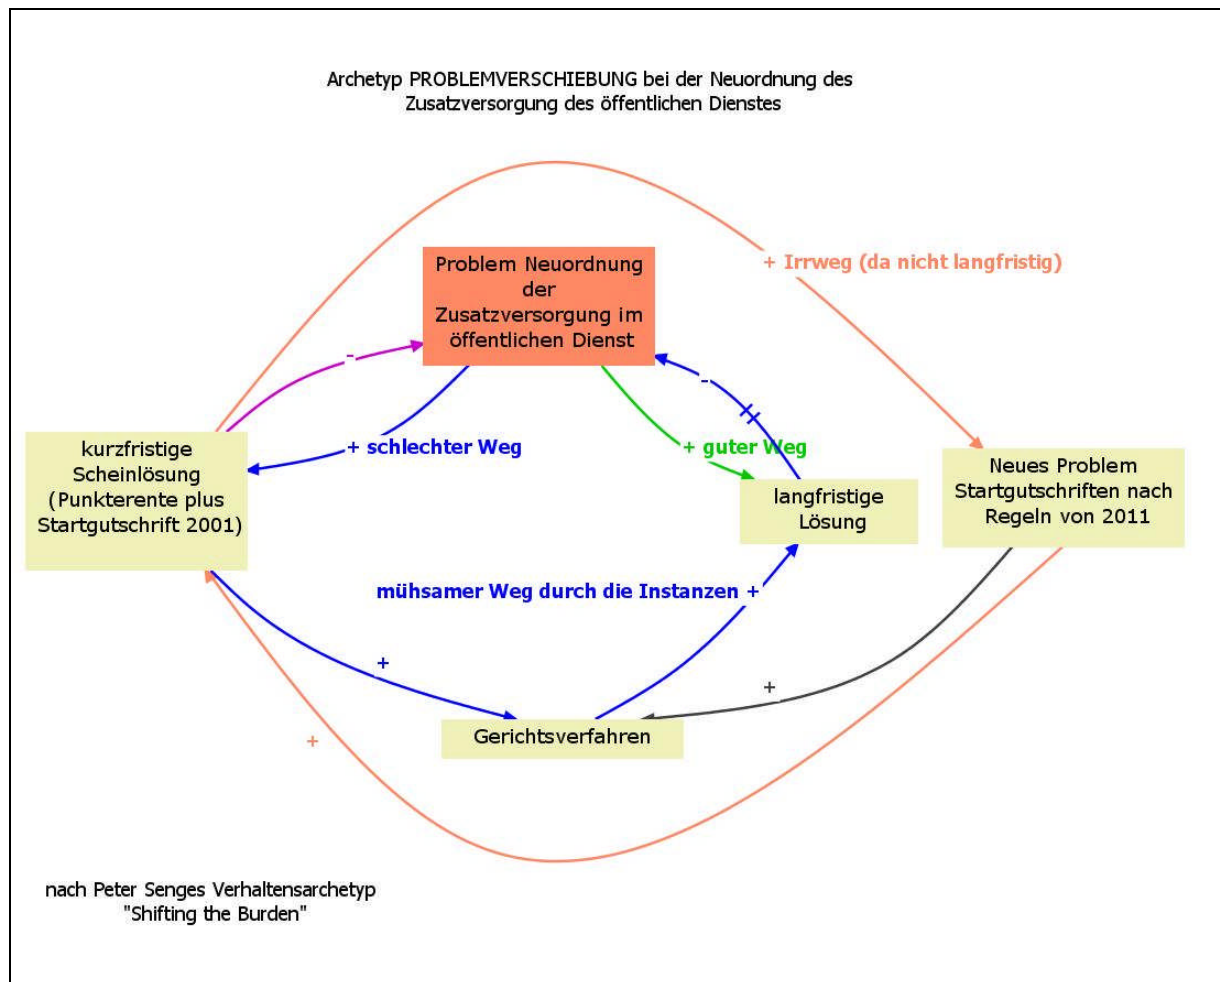 Archetyp PROBLEMVERSCHIEBUNG bei der Neuordnung des
Zusatzversorgung des öffentlichen Dienstes
+ Irrweg (da nicht langfristig)
Problem Neuordnung
der
Zusatzversorgung im
öffentlichen Dienst
-
-
+ schlechter Weg
+ guter Weg
kurzfristige
Scheinlösung
(Punkterente plus
Startgutschrift 2001)
langfristige
Lösung
Neues Problem
Startgutschriften nach
Regeln von 2011
mühsamer Weg durch die Instanzen +
+
+
Gerichtsverfahren
+
nach Peter Senges Verhaltensarchetyp
"Shifting the Burden"